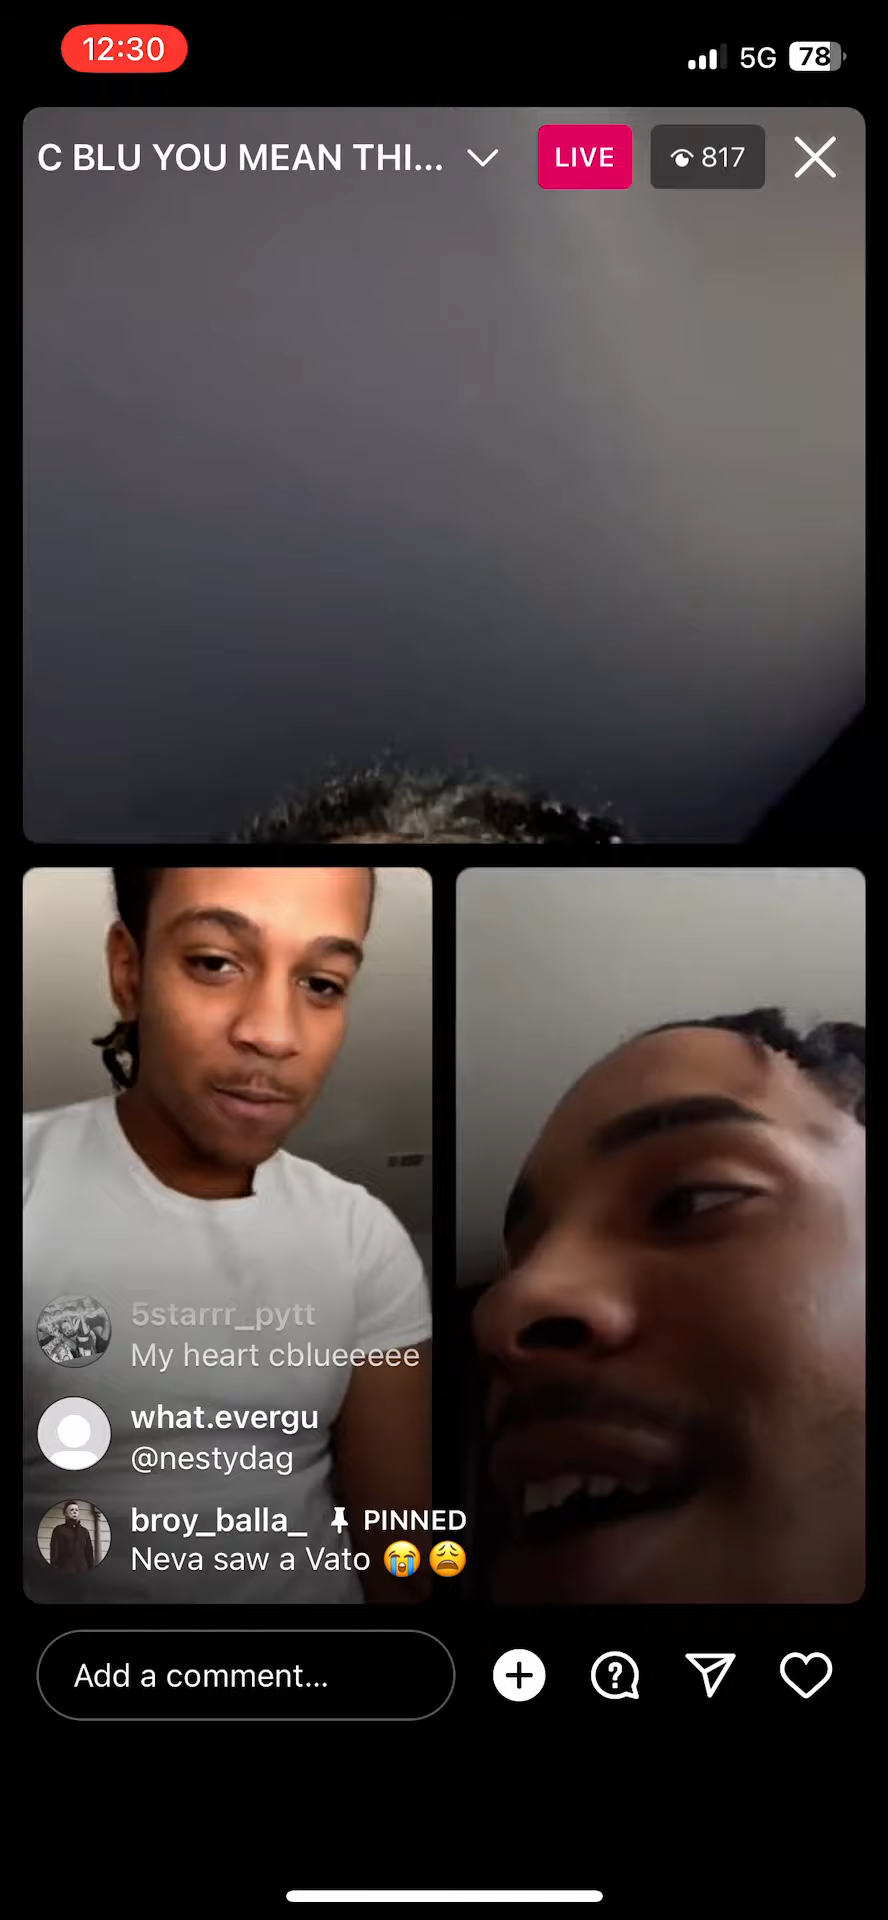 12:30
5G 78
C BLU YOU MEAN THI...
LIVE
817
5starrr_pytt
My heart cblueeeee
what.evergu
@nestydag
broy_balla_ PINNED
Neva saw a Vato 😭😩
Add a comment...